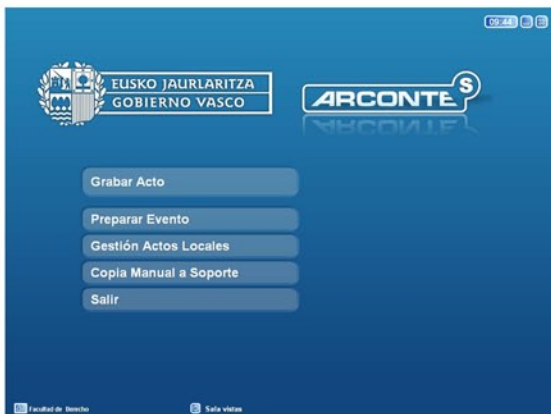 09:44
EUSKO JAURLARITZA
GOBIERNO VASCO
ARCONTE S
Grabar Acto
Preparar Evento
Gestión Actos Locales
Copia Manual a Soporte
Salir
Facultad de Derecho
Sala vistas